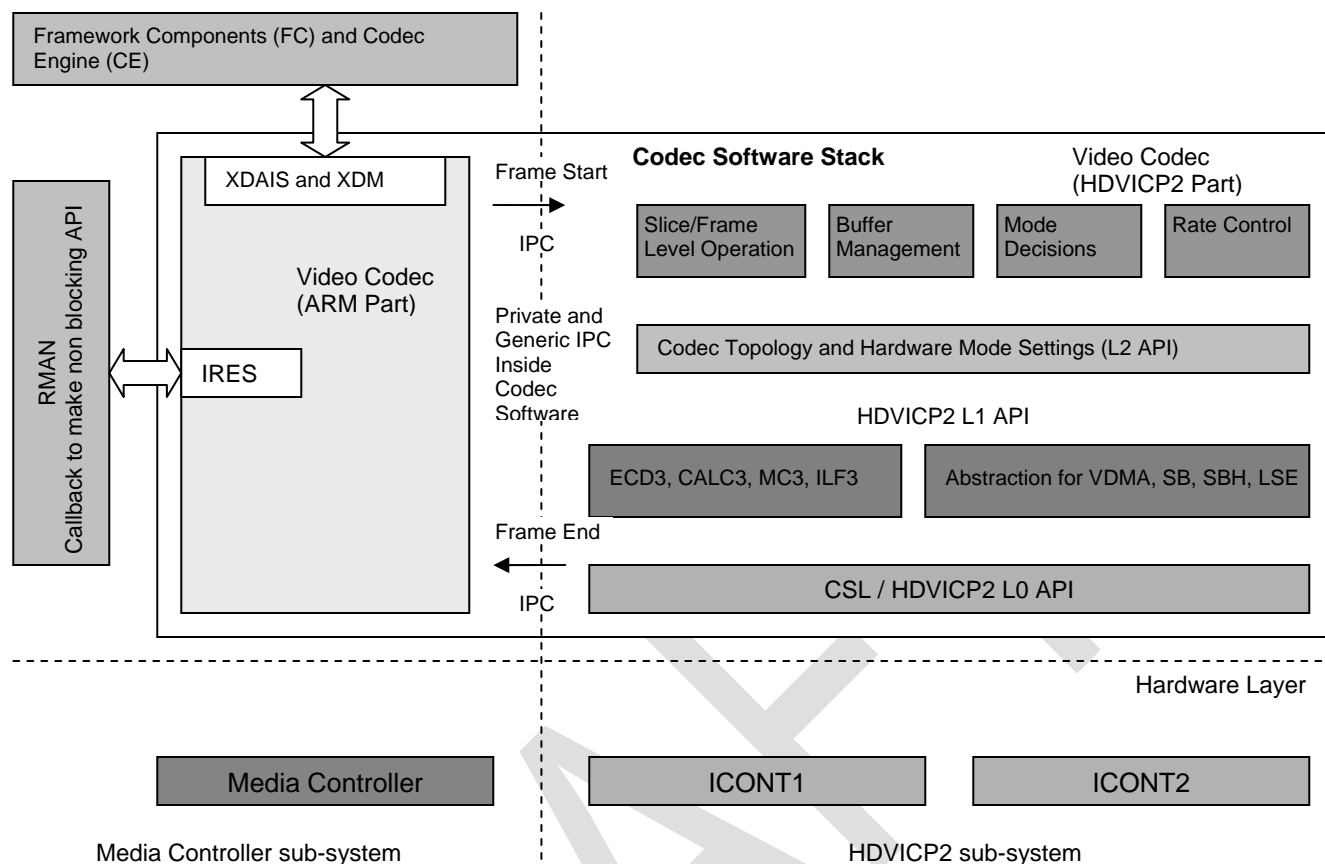 Framework Components (FC) and Codec
Engine (CE)
XDAIS and XDM
Frame Start
IPC
Codec Software Stack
Video Codec
(HDVICP2 Part)
Slice/Frame
Level Operation
Buffer
Management
Mode
Decisions
Rate Control
RMAN
Callback to make non blocking API
Video Codec
(ARM Part)
IRES
Private and
Generic IPC
Inside
Codec
Software
Codec Topology and Hardware Mode Settings (L2 API)
HDVICP2 L1 API
ECD3, CALC3, MC3, ILF3
Abstraction for VDMA, SB, SBH, LSE
Frame End
IPC
CSL / HDVICP2 L0 API
Hardware Layer
Media Controller
ICONT1
ICONT2
Media Controller sub-system
HDVICP2 sub-system